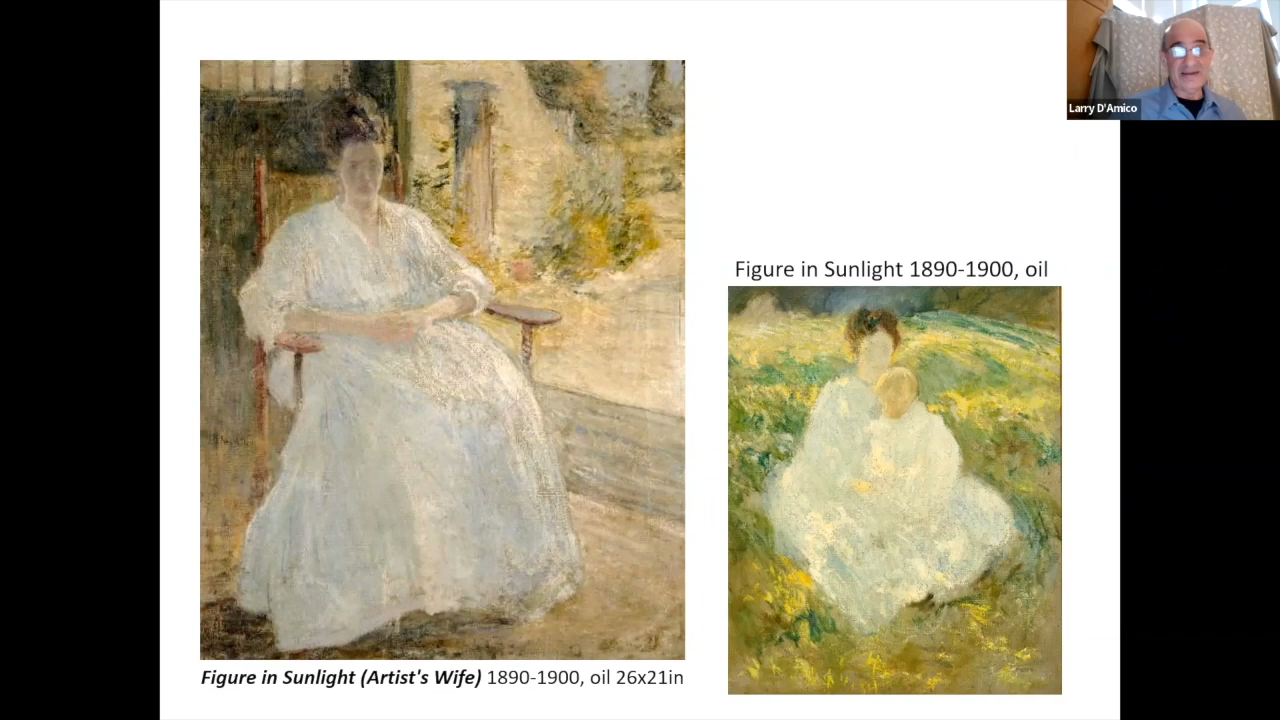 Larry D'Amico
Figure in Sunlight 1890-1900, oil
Figure in Sunlight (Artist's Wife) 1890-1900, oil 26x21in